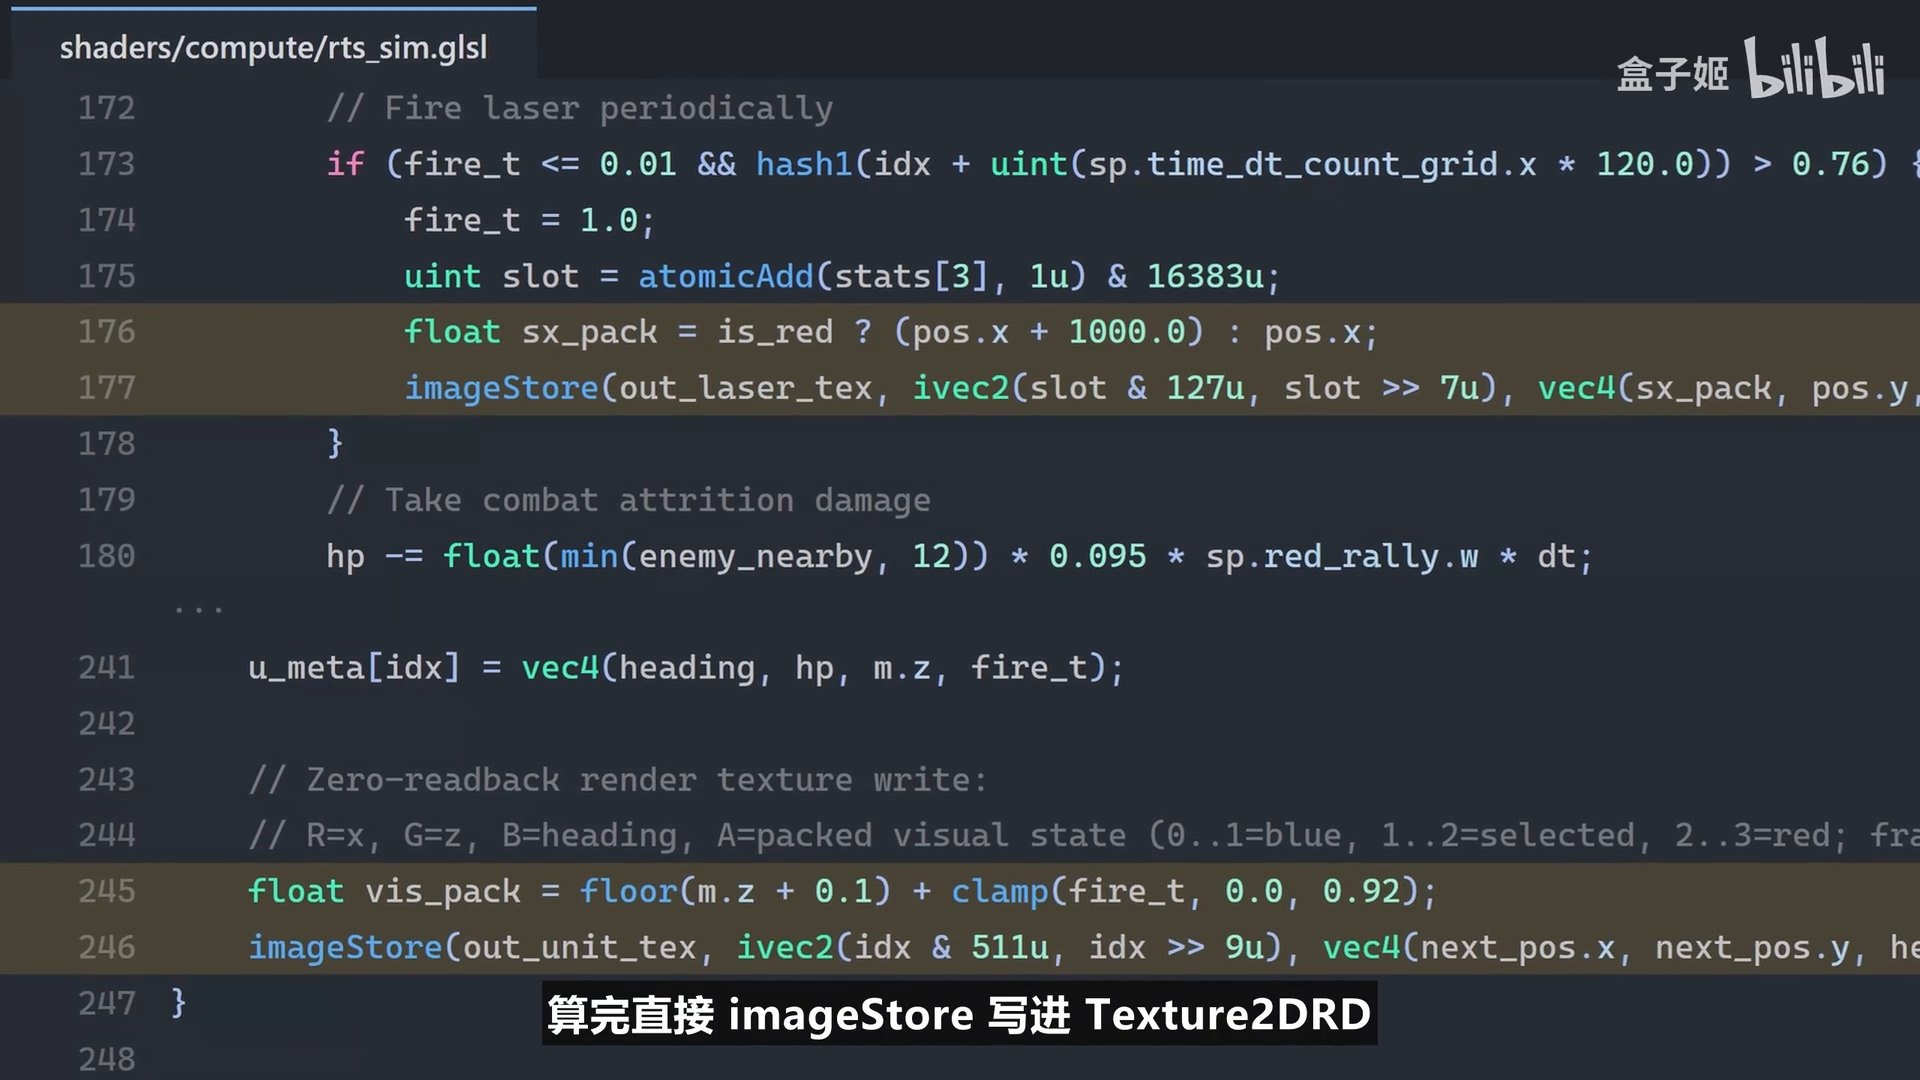 shaders/compute/rts_sim.glsl
盒子姬 bilibili
172 // Fire laser periodically
173 if (fire_t <= 0.01 && hash1(idx + uint(sp.time_dt_count_grid.x * 120.0)) > 0.76) {
174 fire_t = 1.0;
175 uint slot = atomicAdd(stats[3], 1u) & 16383u;
176 float sx_pack = is_red ? (pos.x + 1000.0) : pos.x;
177 imageStore(out_laser_tex, ivec2(slot & 127u, slot >> 7u), vec4(sx_pack, pos.y,
178 }
179 // Take combat attrition damage
180 hp -= float(min(enemy_nearby, 12)) * 0.095 * sp.red_rally.w * dt;
...
241 u_meta[idx] = vec4(heading, hp, m.z, fire_t);
242
243 // Zero-readback render texture write:
244 // R=x, G=z, B=heading, A=packed visual state (0..1=blue, 1..2=selected, 2..3=red; fra
245 float vis_pack = floor(m.z + 0.1) + clamp(fire_t, 0.0, 0.92);
246 imageStore(out_unit_tex, ivec2(idx & 511u, idx >> 9u), vec4(next_pos.x, next_pos.y, he
247 }
算完直接 imageStore 写进 Texture2DRD
248